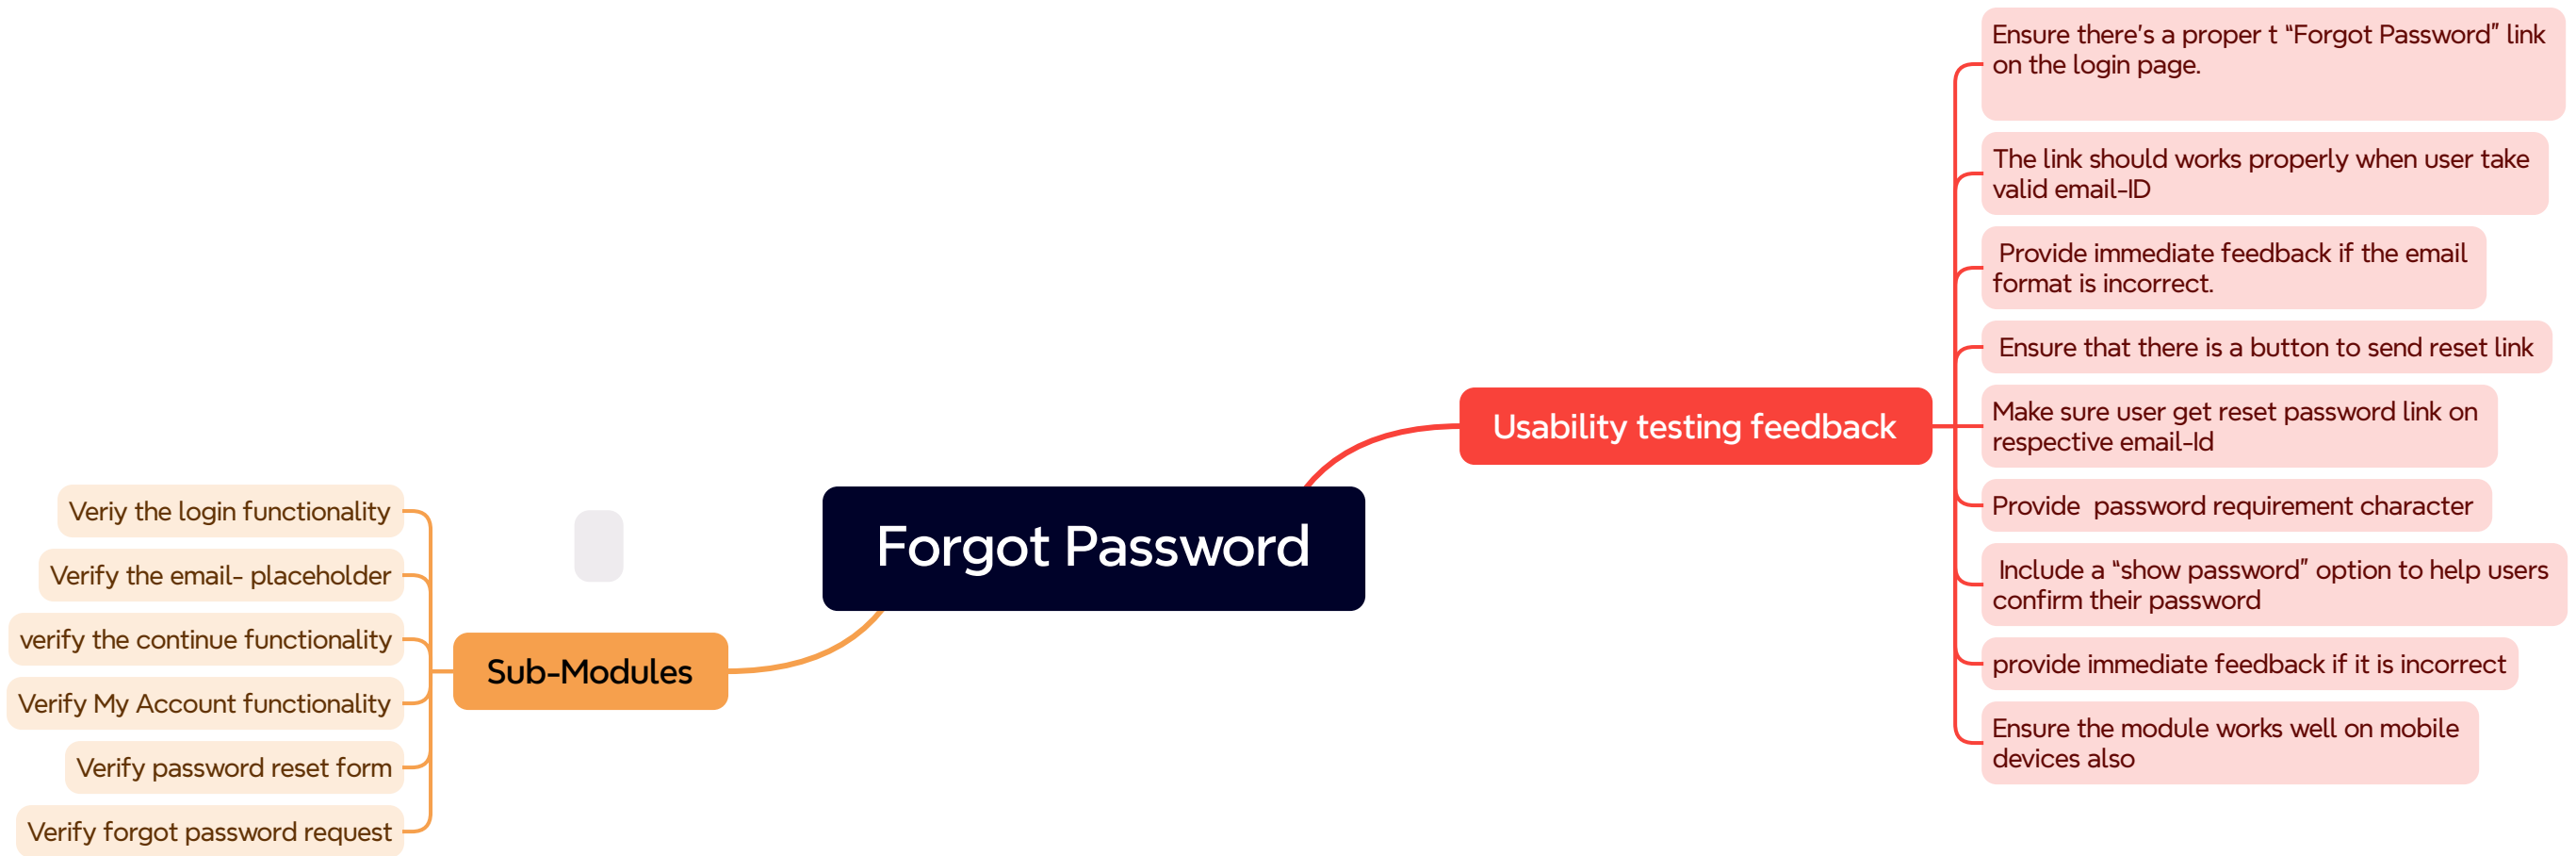 Forgot Password
Usability testing feedback
Ensure there's a proper t “Forgot Password” link
on the login page.
The link should works properly when user take
valid email-ID
Provide immediate feedback if the email
format is incorrect.
Ensure that there is a button to send reset link
Make sure user get reset password link on
respective email-Id
Provide  password requirement character
Include a “show password” option to help users
confirm their password
provide immediate feedback if it is incorrect
Ensure the module works well on mobile
devices also
Sub-Modules
Veriy the login functionality
Verify the email- placeholder
verify the continue functionality
Verify My Account functionality
Verify password reset form
Verify forgot password request